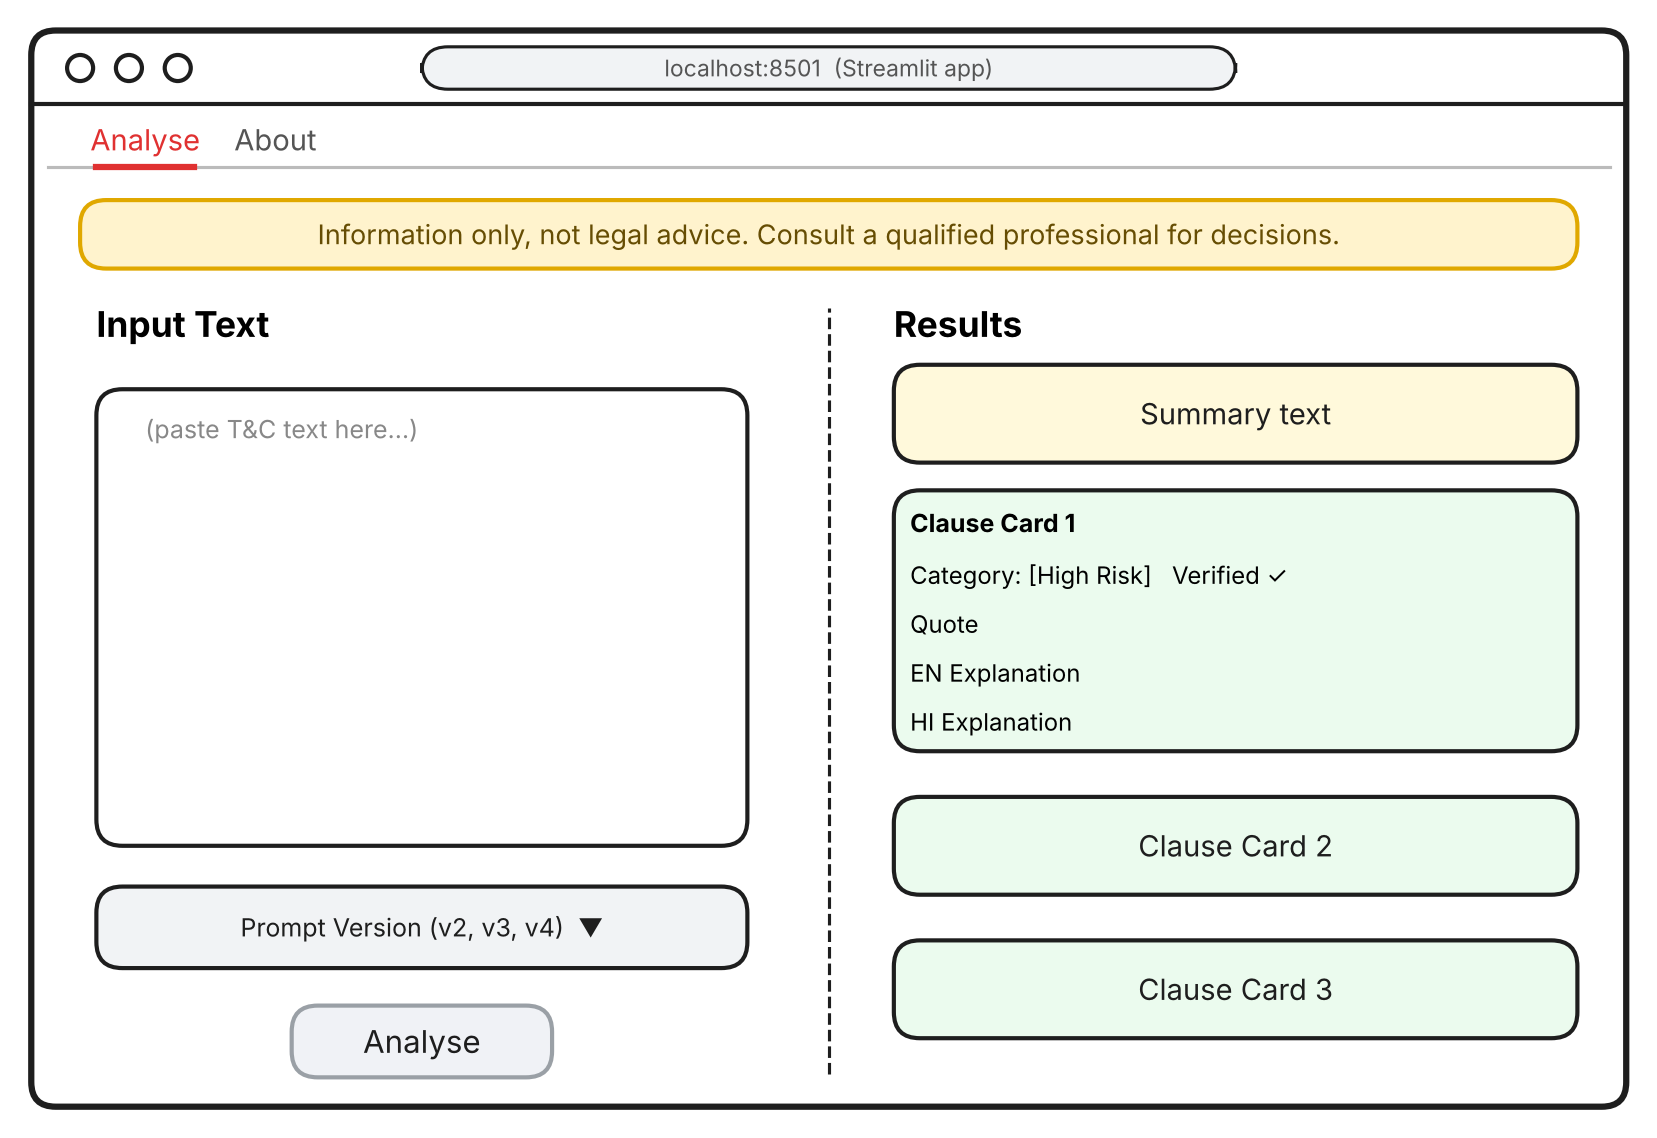 localhost:8501 (Streamlit app)
Analyse About
Information only, not legal advice. Consult a qualified professional for decisions.
Input Text
(paste T&C text here...)
Prompt Version (v2, v3, v4) ▼
Analyse
Results
Summary text
Clause Card 1
Category: [High Risk] Verified ✓
Quote
EN Explanation
HI Explanation
Clause Card 2
Clause Card 3